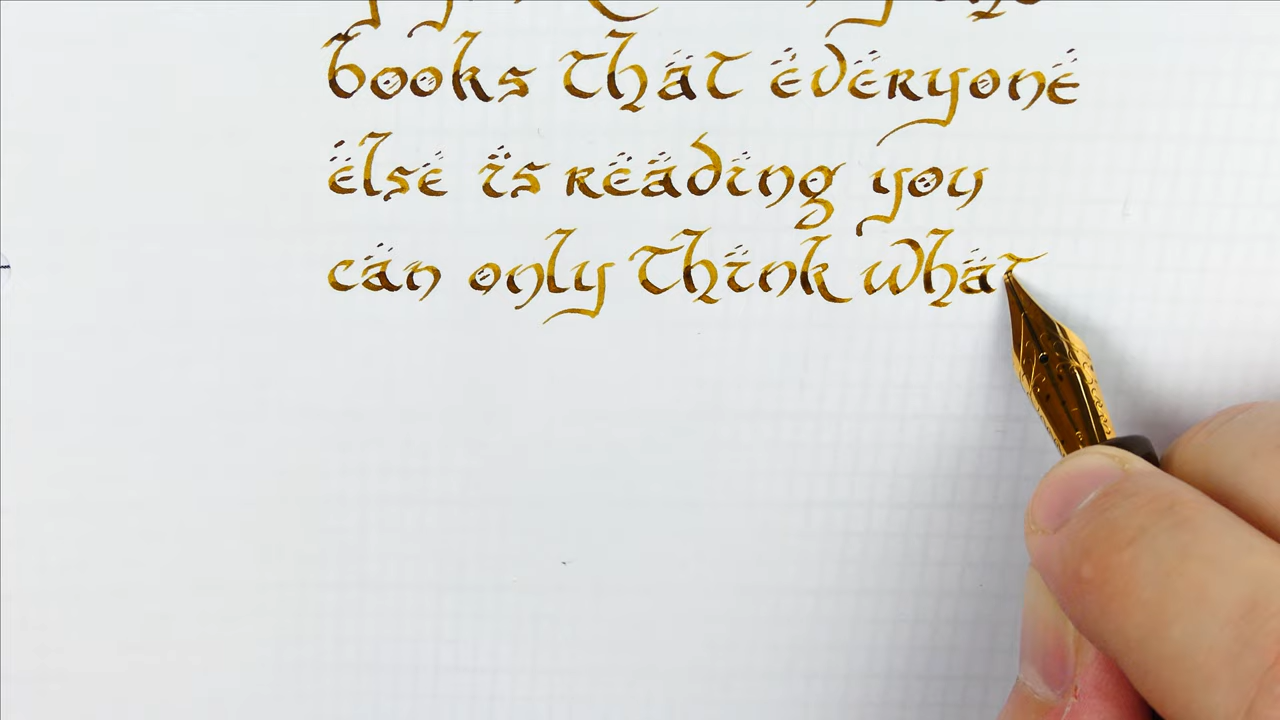 books that everyone
else is reading you
can only think what